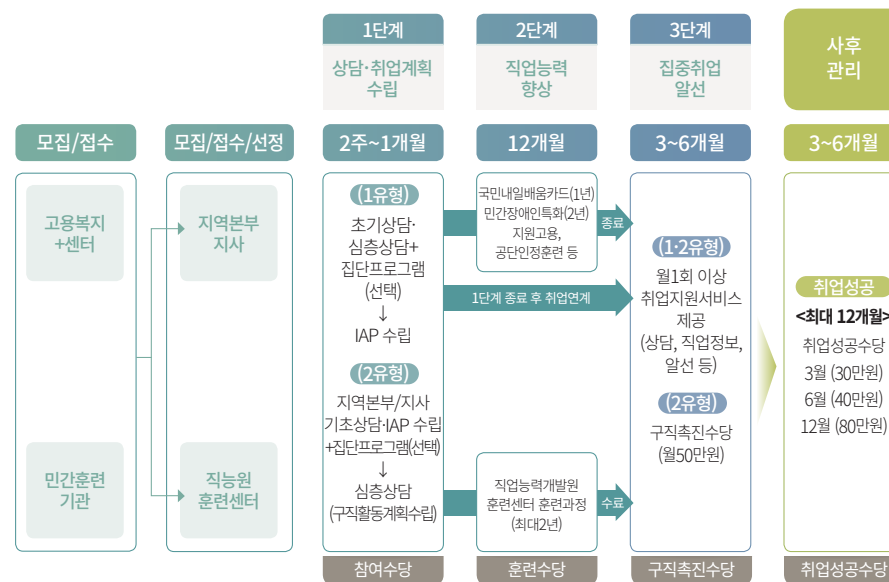 1단계
상담·취업계획
수립
2단계
직업능력
향상
3단계
집중취업
알선
사후
관리
모집/접수
모집/접수/선정
2주~1개월
12개월
3~6개월
3~6개월
고용복지
+센터
민간훈련
기관
지역본부
지사
직능원
훈련센터
(1유형)
초기상담·
심층상담+
집단프로그램
(선택)
↓
IAP 수립
(2유형)
지역본부/지사
기초상담·IAP 수립
+집단프로그램(선택)
↓
심층상담
(구직활동계획수립)
국민내일배움카드(1년)
민간장애인특화(2년)
지원고용,
공단인정훈련 등
종료
1단계 종료 후 취업연계
직업능력개발원
훈련센터 훈련과정
(최대2년)
수료
(1·2유형)
월1회 이상
취업지원서비스
제공
(상담, 직업정보,
알선 등)
(2유형)
구직촉진수당
(월50만원)
취업성공
<최대 12개월>
취업성공수당
3월 (30만원)
6월 (40만원)
12월 (80만원)
참여수당
훈련수당
구직촉진수당
취업성공수당